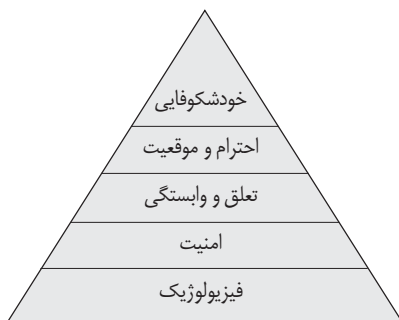 خودشکوفایی
احترام و موقعیت
تعلق و وابستگی
امنیت
فیزیولوژیک